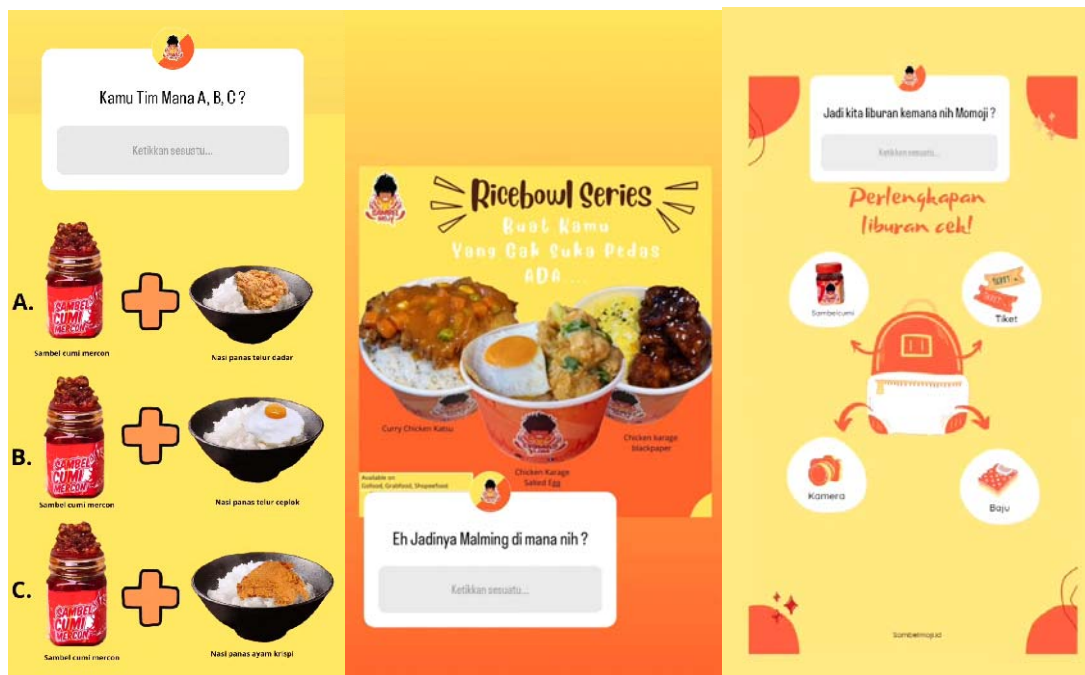 Kamu Tim Mana A, B, C ?
Ketikkan sesuatu...
A.
SAMBEL
CUMI
MERCON
Sambel cumi mercon
Nasi panas telur dadar
B.
SAMBEL
CUMI
MERCON
Sambel cumi mercon
Nasi panas telur ceplok
C.
SAMBEL
CUMI
MERCON
Sambel cumi mercon
Nasi panas ayam krispi
SAMBEL
Ricebowl Series
Buat Kamu
Yang Gak Suka Pedas
ADA...
Curry Chicken Katsu
Chicken karage
blackpaper
Chicken Karage
Salted Egg
Available on
Gofood, Grabfood, Shopeefood
Eh Jadinya Malming di mana nih ?
Ketikkan sesuatu...
Jadi kita liburan kemana nih Momoji ?
Ketikkan sesuatu...
Perlengkapan
liburan cek!
Sambelcumi
TICKET
Tiket
Kamera
Baju
Sambelmoji.id